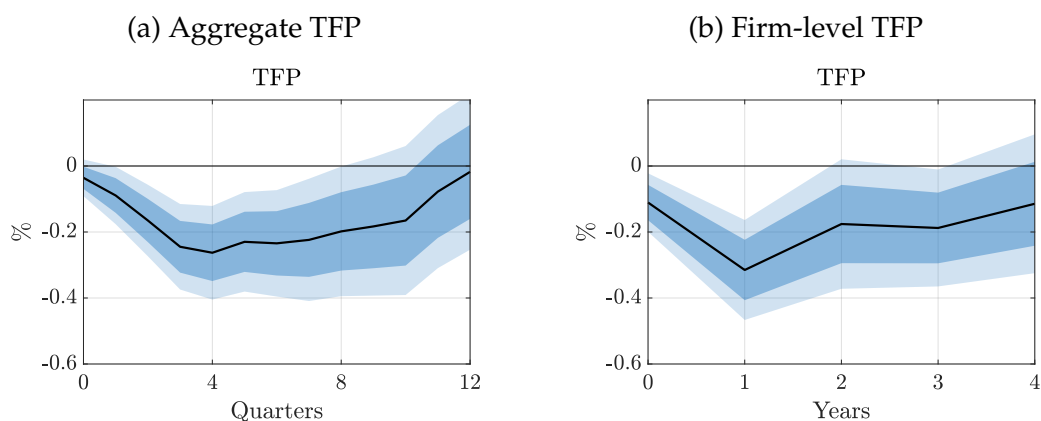 (a) Aggregate TFP
TFP
%
0
-0.2
-0.4
-0.6
0 4 8 12
Quarters
(b) Firm-level TFP
TFP
%
0
-0.2
-0.4
-0.6
0 1 2 3 4
Years